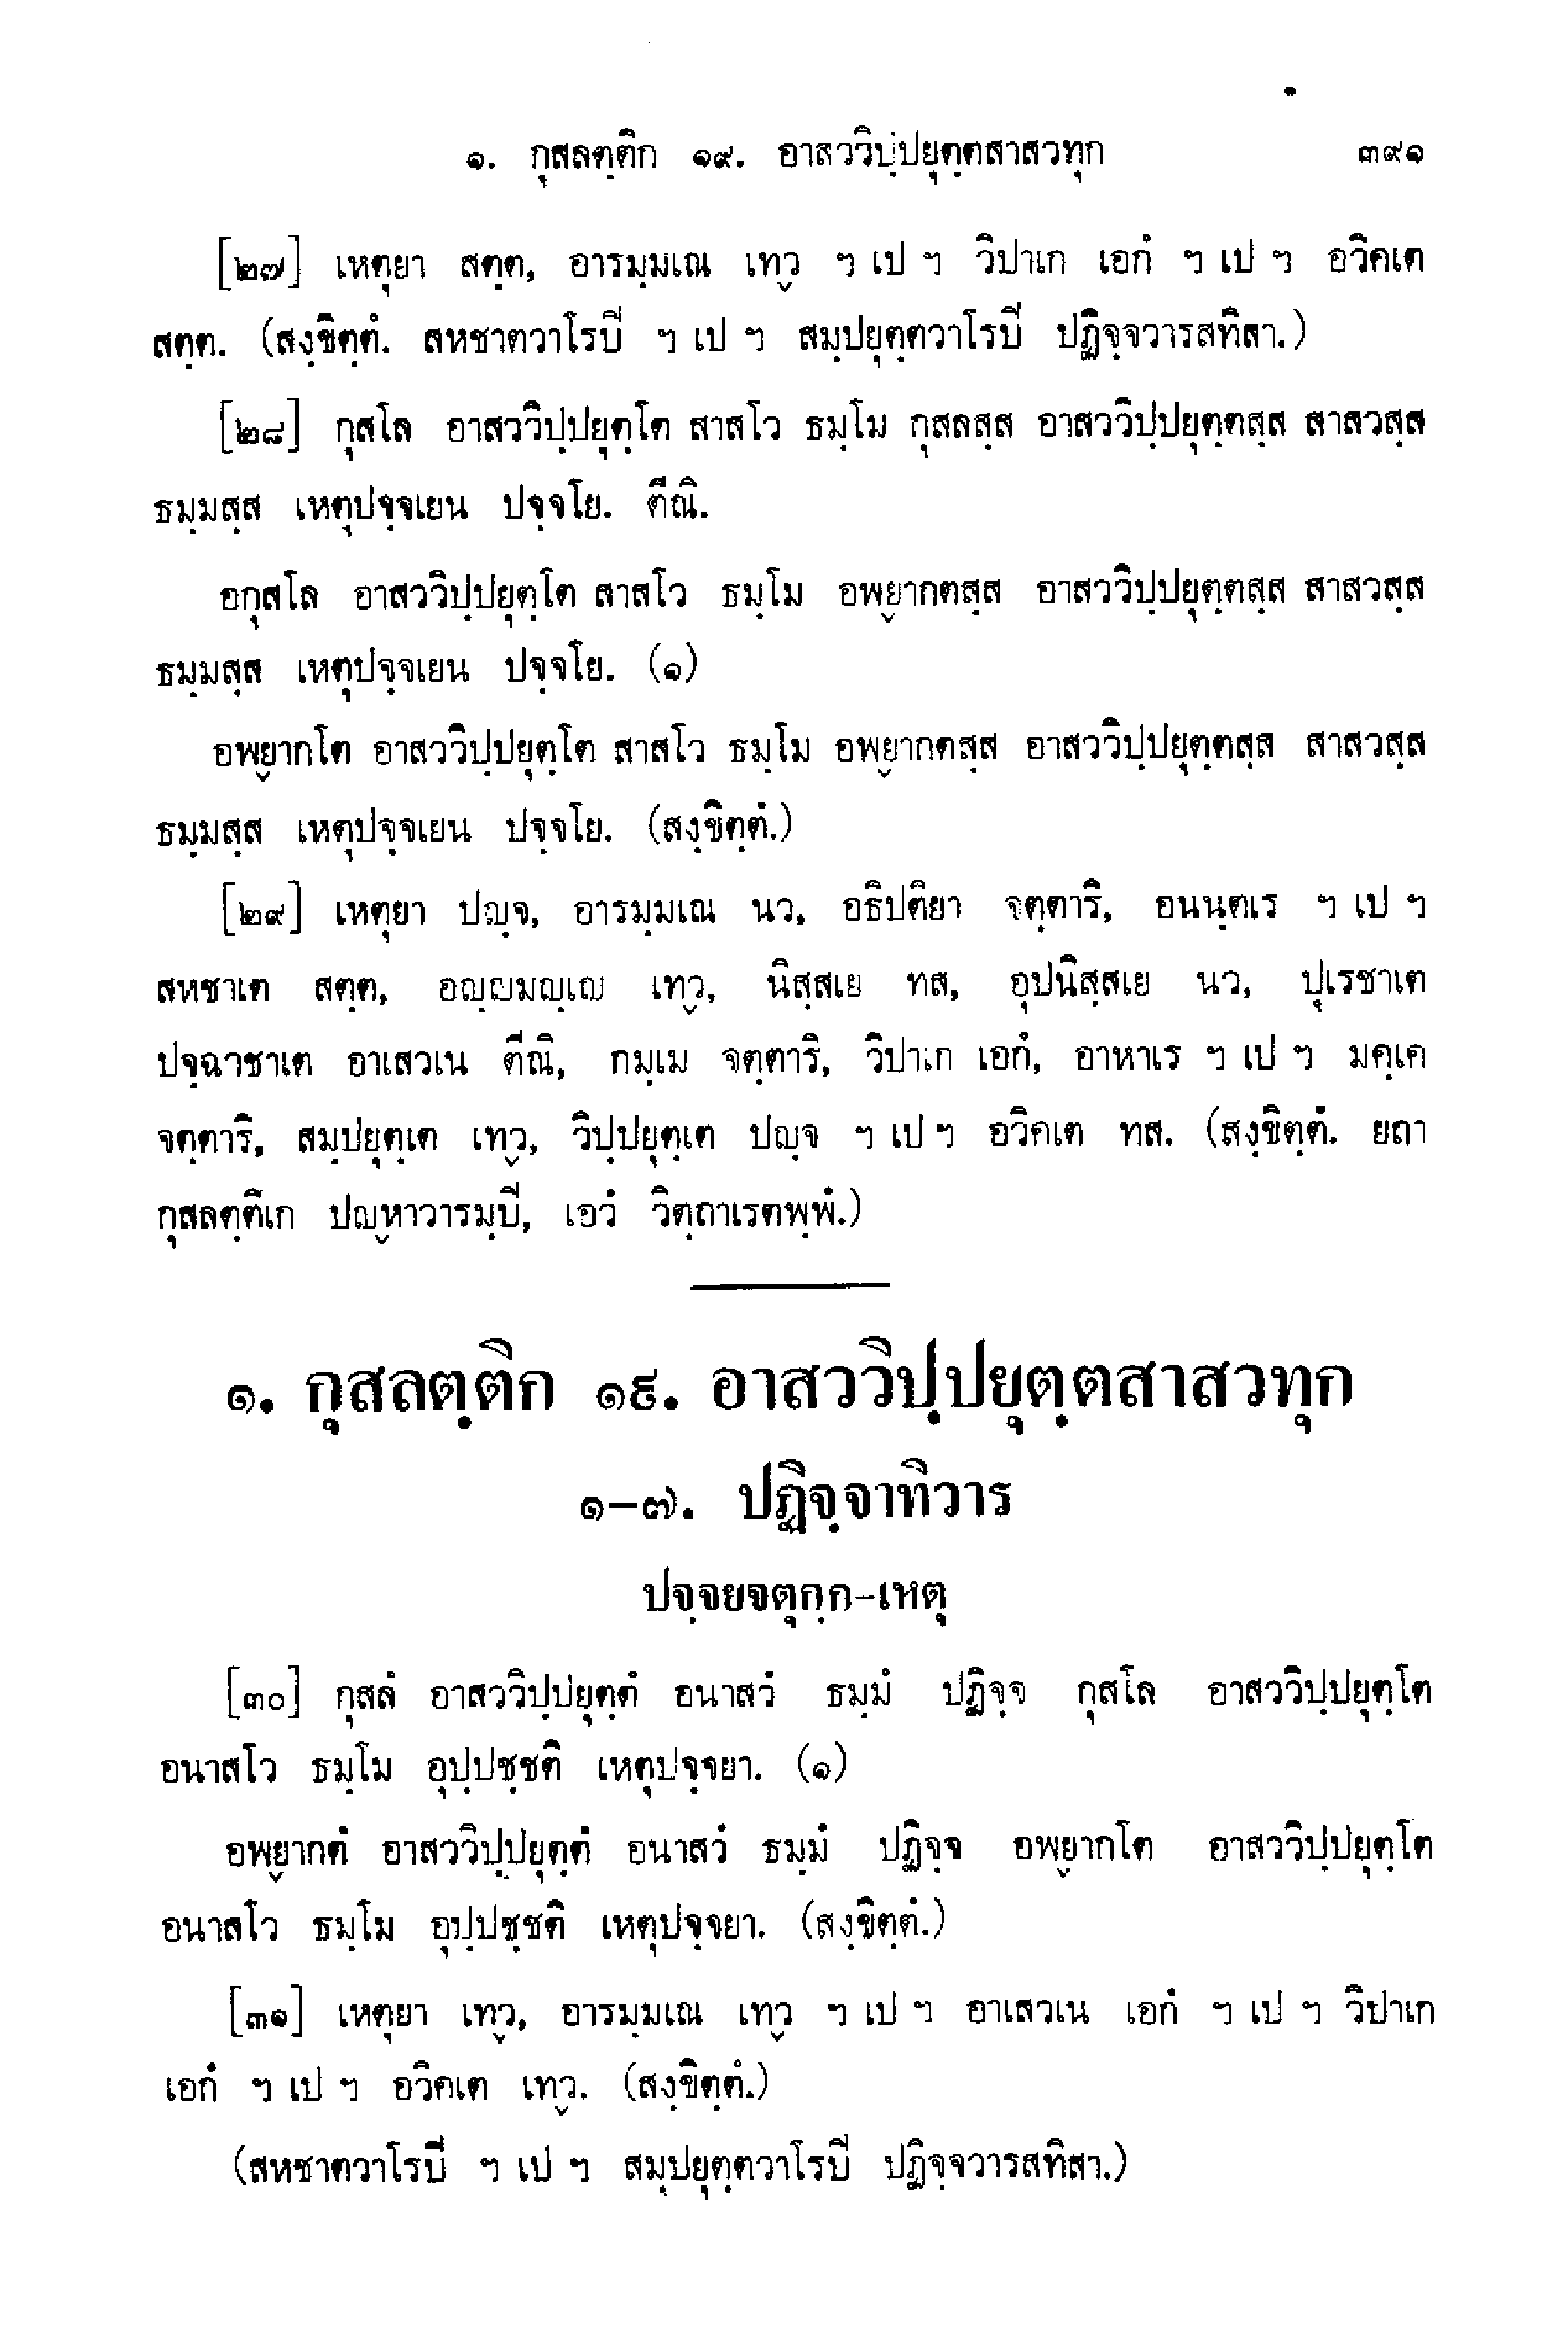 ๑. กุสลตฺติก ๑๙. อาสววิปฺปยุตฺตสาสวทุก ๓๙๑
[๒๗] เหตุยา สตฺต, อารมฺมเณ เทฺว ฯ เป ฯ วิปาเก เอกํ ฯ เป ฯ อวิคเต
สตฺต. (สงฺขิตฺตํ. สหชาตวาโรปิ ฯ เป ฯ สมฺปยุตฺตวาโรปิ ปฏิจฺจวารสทิสา.)
[๒๘] กุสโล อาสววิปฺปยุตฺโต สาสโว ธมฺโม กุสลสฺส อาสววิปฺปยุตฺตสฺส สาสวสฺส
ธมฺมสฺส เหตุปจฺจเยน ปจฺจโย. ตีณิ.
อกุสโล อาสววิปฺปยุตฺโต สาสโว ธมฺโม อพฺยากตสฺส อาสววิปฺปยุตฺตสฺส สาสวสฺส
ธมฺมสฺส เหตุปจฺจเยน ปจฺจโย. (๑)
อพฺยากโต อาสววิปฺปยุตฺโต สาสโว ธมฺโม อพฺยากตสฺส อาสววิปฺปยุตฺตสฺส สาสวสฺส
ธมฺมสฺส เหตุปจฺจเยน ปจฺจโย. (สงฺขิตฺตํ.)
[๒๙] เหตุยา ปญฺจ, อารมฺมเณ นว, อธิปติยา จตฺตาริ, อนนฺตเร ฯ เป ฯ
สหชาเต สตฺต, อญฺญมญฺเญ เทฺว, นิสฺสเย ทส, อุปนิสฺสเย นว, ปุเรชาเต
ปจฺฉาชาเต อาเสวเน ตีณิ, กมฺเม จตฺตาริ, วิปาเก เอกํ, อาหาเร ฯ เป ฯ มคฺเค
จตฺตาริ, สมฺปยุตฺเต เทฺว, วิปฺปยุตฺเต ปญฺจ ฯ เป ฯ อวิคเต ทส. (สงฺขิตฺตํ. ยถา
กุสลตฺติเก ปญฺหาวารมฺปิ, เอวํ วิตฺถาเรตพฺพํ.)
๑. กุสลตฺติก ๑๙. อาสววิปฺปยุตฺตสาสวทุก
๑-๗. ปฏิจฺจาทิวาร
ปจฺจยจตุกฺก-เหตุ
[๓๐] กุสลํ อาสววิปฺปยุตฺตํ อนาสวํ ธมฺมํ ปฏิจฺจ กุสโล อาสววิปฺปยุตฺโต
อนาสโว ธมฺโม อุปฺปชฺชติ เหตุปจฺจยา. (๑)
อพฺยากตํ อาสววิปฺปยุตฺตํ อนาสวํ ธมฺมํ ปฏิจฺจ อพฺยากโต อาสววิปฺปยุตฺโต
อนาสโว ธมฺโม อุปฺปชฺชติ เหตุปจฺจยา. (สงฺขิตฺตํ.)
[๓๑] เหตุยา เทฺว, อารมฺมเณ เทฺว ฯ เป ฯ อาเสวเน เอกํ ฯ เป ฯ วิปาเก
เอกํ ฯ เป ฯ อวิคเต เทฺว. (สงฺขิตฺตํ.)
(สหชาตวาโรปิ ฯ เป ฯ สมฺปยุตฺตวาโรปิ ปฏิจฺจวารสทิสา.)